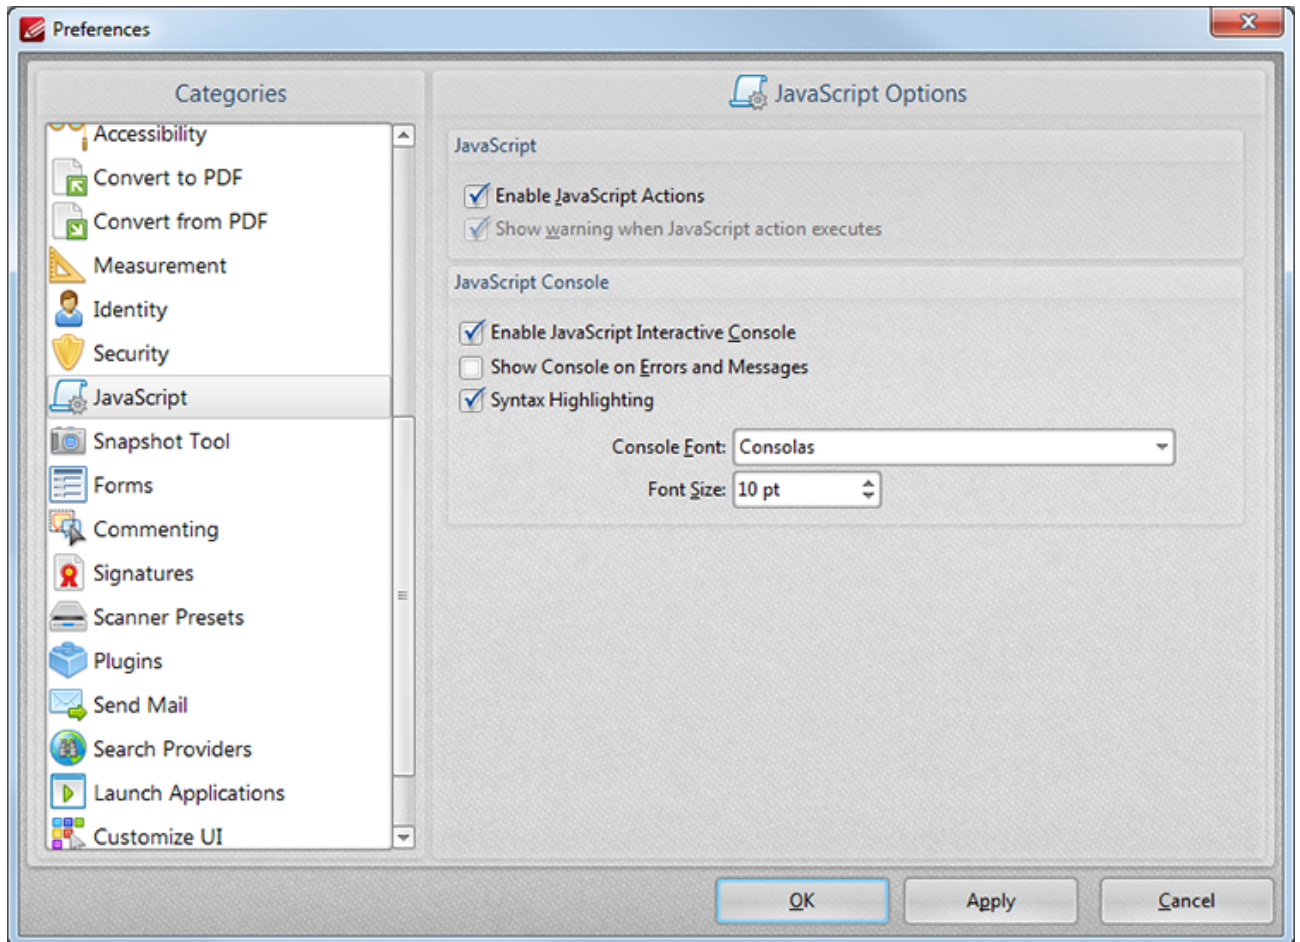 Preferences
Categories
Accessibility
Convert to PDF
Convert from PDF
Measurement
Identity
Security
JavaScript
Snapshot Tool
Forms
Commenting
Signatures
Scanner Presets
Plugins
Send Mail
Search Providers
Launch Applications
Customize UI
JavaScript Options
JavaScript
Enable JavaScript Actions
Show warning when JavaScript action executes
JavaScript Console
Enable JavaScript Interactive Console
Show Console on Errors and Messages
Syntax Highlighting
Console Font: Consolas
Font Size: 10 pt
OK Apply Cancel